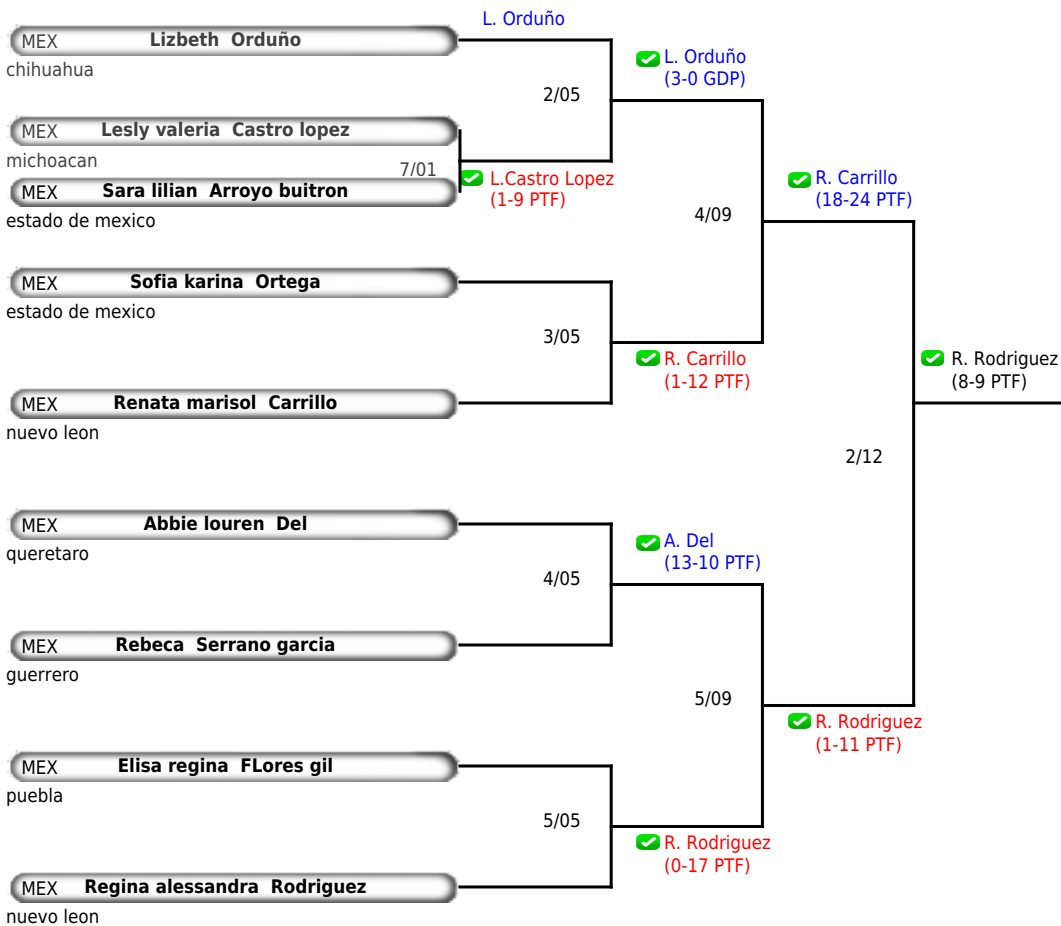 L. Orduño
MEX Lizbeth Orduño
chihuahua
L. Orduño
(3-0 GDP)
2/05
MEX Lesly valeria Castro lopez
michoacan
7/01
L.Castro Lopez
(1-9 PTF)
MEX Sara lilian Arroyo buitron
estado de mexico
R. Carrillo
(18-24 PTF)
4/09
MEX Sofia karina Ortega
estado de mexico
3/05
R. Carrillo
(1-12 PTF)
R. Rodriguez
(8-9 PTF)
MEX Renata marisol Carrillo
nuevo leon
2/12
MEX Abbie louren Del
queretaro
A. Del
(13-10 PTF)
4/05
MEX Rebeca Serrano garcia
guerrero
5/09
R. Rodriguez
(1-11 PTF)
MEX Elisa regina FLores gil
puebla
5/05
R. Rodriguez
(0-17 PTF)
MEX Regina alessandra Rodriguez
nuevo leon